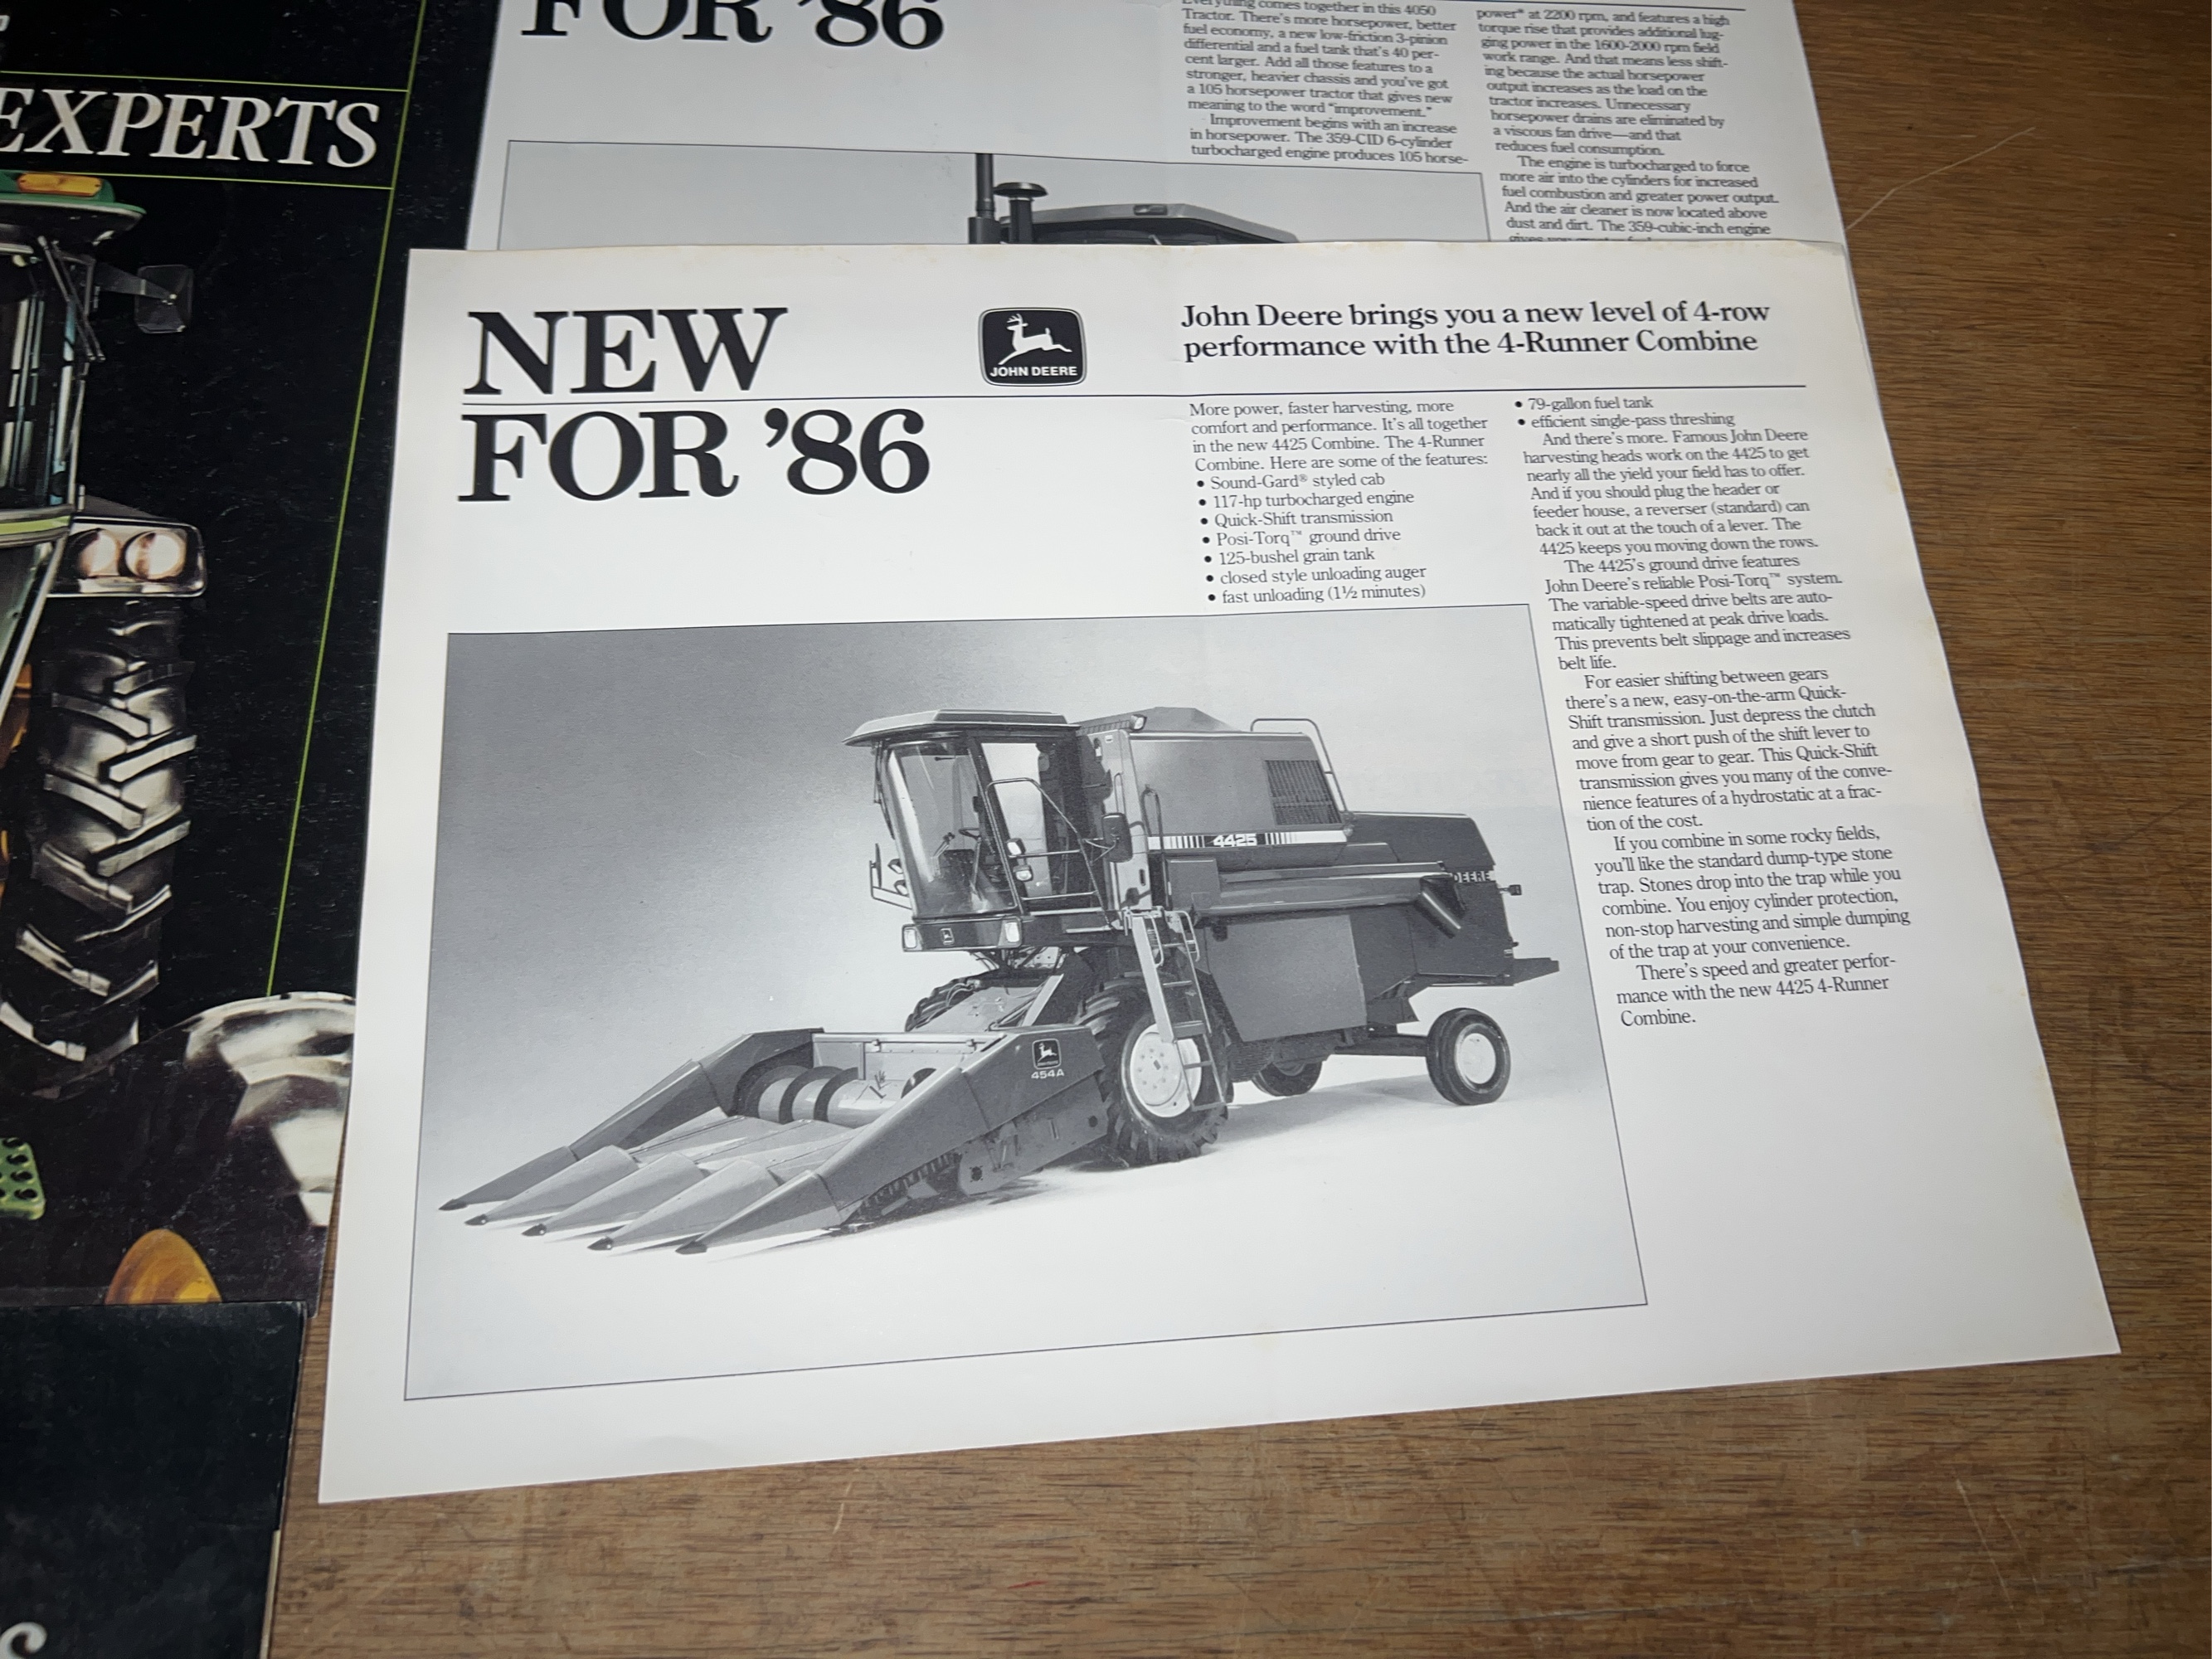 EXPERTS
FOR '86
Everything comes together in this 4050
Tractor. There's more horsepower, better
fuel economy, a new low-friction 3-pinion
differential and a fuel tank that's 40 per-
cent larger. Add all those features to a
stronger, heavier chassis and you've got
a 105 horsepower tractor that gives new
meaning to the word "improvement."
Improvement begins with an increase
in horsepower. The 359-CID 6-cylinder
turbocharged engine produces 105 horse-
power* at 2200 rpm, and features a high
torque rise that provides additional lug-
ging power in the 1600-2000 rpm field
work range. And that means less shift-
ing because the actual horsepower
output increases as the load on the
tractor increases. Unnecessary
horsepower drains are eliminated by
a viscous fan drive—and that
reduces fuel consumption.
The engine is turbocharged to force
more air into the cylinders for increased
fuel combustion and greater power output.
And the air cleaner is now located above
dust and dirt. The 359-cubic-inch engine
NEW
FOR '86
JOHN DEERE
John Deere brings you a new level of 4-row
performance with the 4-Runner Combine
More power, faster harvesting, more
comfort and performance. It's all together
in the new 4425 Combine. The 4-Runner
Combine. Here are some of the features:
• Sound-Gard® styled cab
• 117-hp turbocharged engine
• Quick-Shift transmission
• Posi-Torq™ ground drive
• 125-bushel grain tank
• closed style unloading auger
• fast unloading (1½ minutes)
• 79-gallon fuel tank
• efficient single-pass threshing
And there's more. Famous John Deere
harvesting heads work on the 4425 to get
nearly all the yield your field has to offer.
And if you should plug the header or
feeder house, a reverser (standard) can
back it out at the touch of a lever. The
4425 keeps you moving down the rows.
The 4425's ground drive features
John Deere's reliable Posi-Torq™ system.
The variable-speed drive belts are auto-
matically tightened at peak drive loads.
This prevents belt slippage and increases
belt life.
For easier shifting between gears
there's a new, easy-on-the-arm Quick-
Shift transmission. Just depress the clutch
and give a short push of the shift lever to
move from gear to gear. This Quick-Shift
transmission gives you many of the conve-
nience features of a hydrostatic at a frac-
tion of the cost.
If you combine in some rocky fields,
you'll like the standard dump-type stone
trap. Stones drop into the trap while you
combine. You enjoy cylinder protection,
non-stop harvesting and simple dumping
of the trap at your convenience.
There's speed and greater perfor-
mance with the new 4425 4-Runner
Combine.
4425
DEERE
454A